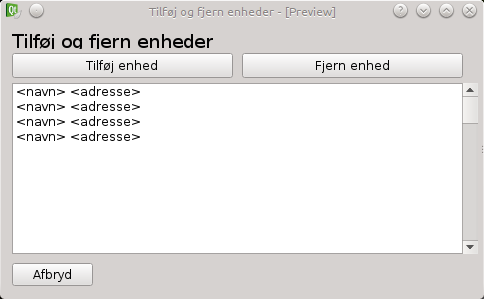 Tilføj og fjern enheder - [Preview]
Tilføj og fjern enheder
Tilføj enhed
Fjern enhed
<navn> <adresse>
<navn> <adresse>
<navn> <adresse>
<navn> <adresse>
Afbryd